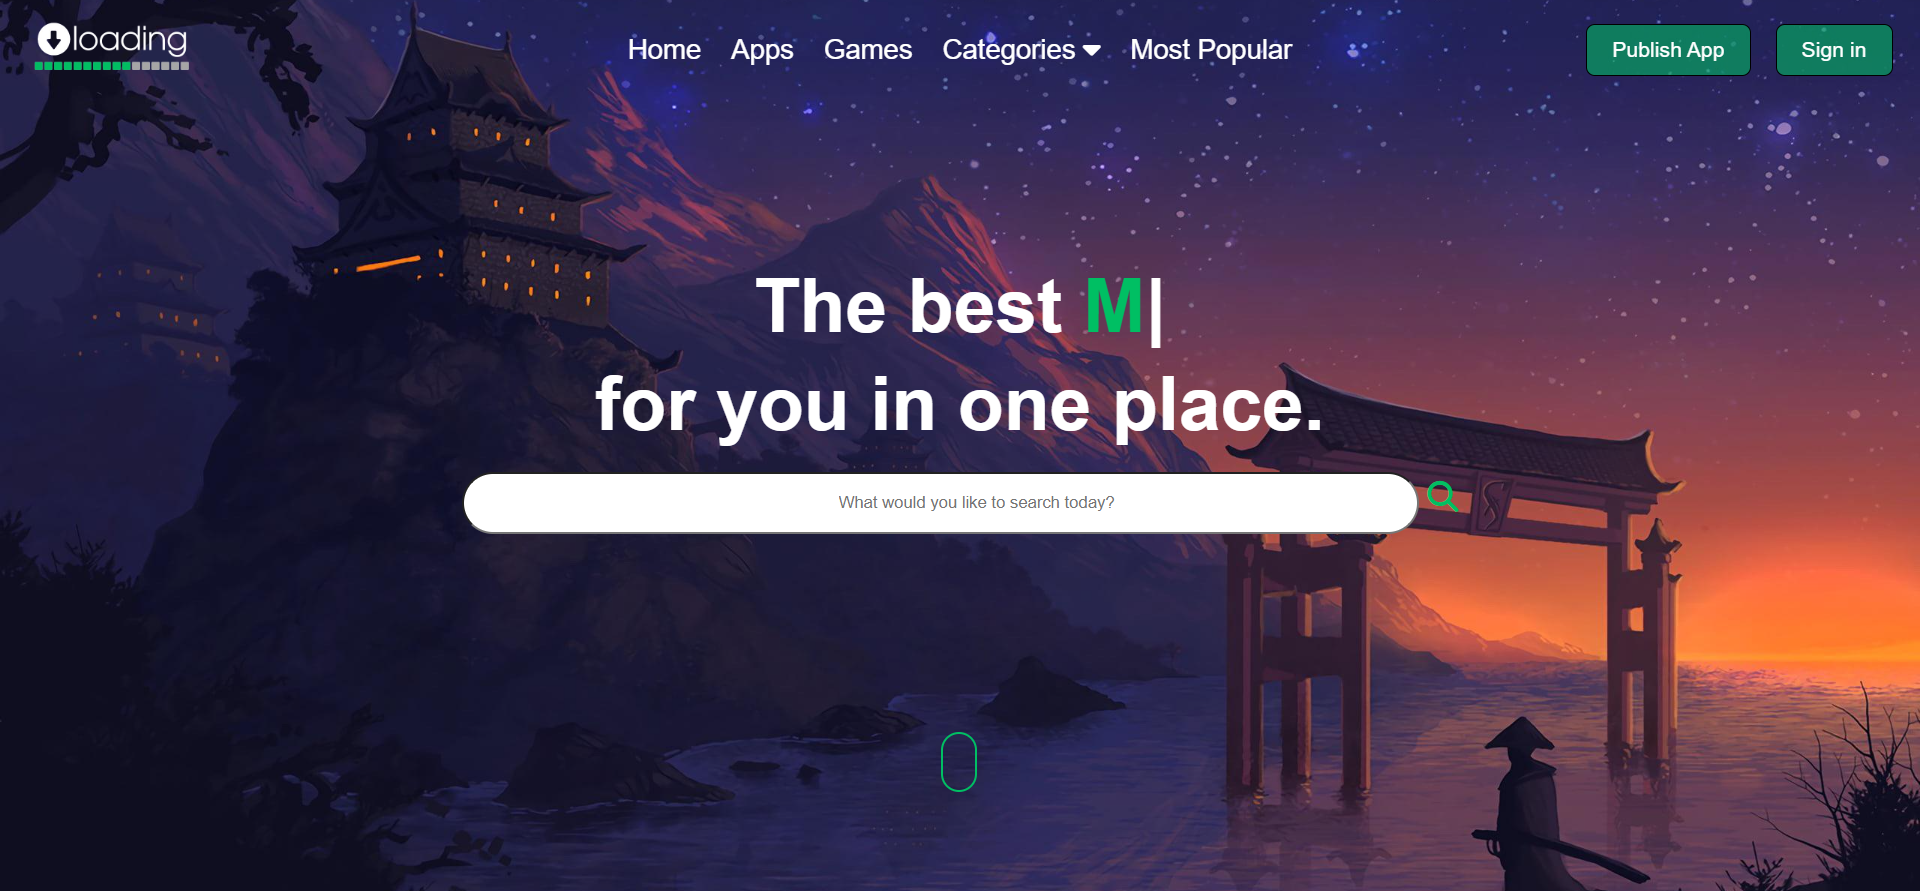 loading
Home Apps Games Categories Most Popular
Publish App Sign in
The best M|
for you in one place.
What would you like to search today?